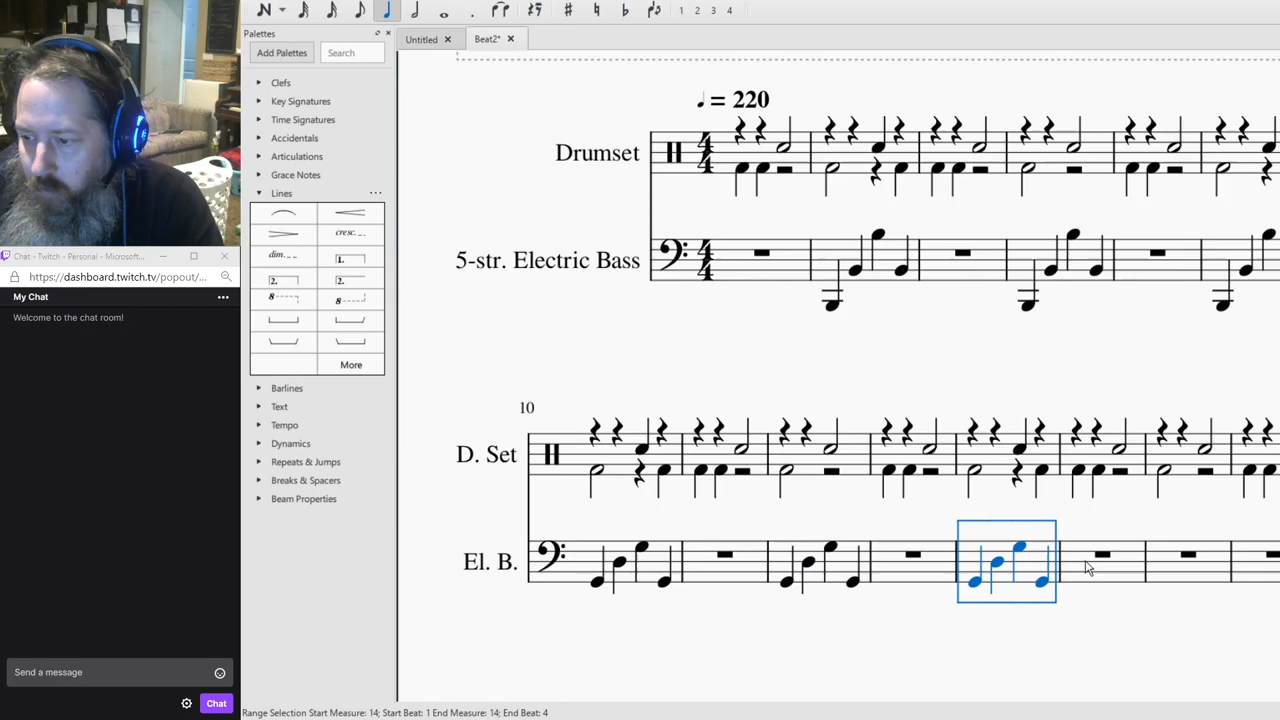 1 2 3 4
Palettes
Add Palettes Search
Clefs
Key Signatures
Time Signatures
Accidentals
Articulations
Grace Notes
Lines ...
cresc._.
dim._._
1.
2.
2.
8
8
More
Barlines
Text
Tempo
Dynamics
Repeats & Jumps
Breaks & Spacers
Beam Properties
Chat - Twitch - Personal - Microsoft...
https://dashboard.twitch.tv/popout/...
My Chat
Welcome to the chat room!
Send a message
Chat
Untitled
Beat2*
= 220
Drumset
4
4
5-str. Electric Bass
4
4
10
D. Set
El. B.
Range Selection Start Measure: 14; Start Beat: 1 End Measure: 14; End Beat: 4